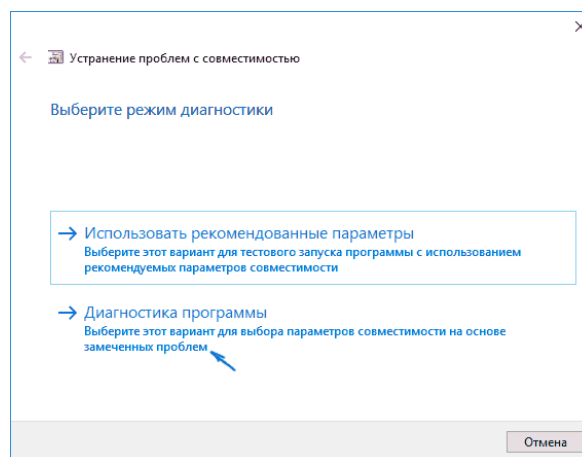 Устранение проблем с совместимостью
Выберите режим диагностики
Использовать рекомендованные параметры
Выберите этот вариант для тестового запуска программы с использованием
рекомендуемых параметров совместимости
Диагностика программы
Выберите этот вариант для выбора параметров совместимости на основе
замеченных проблем
Отмена